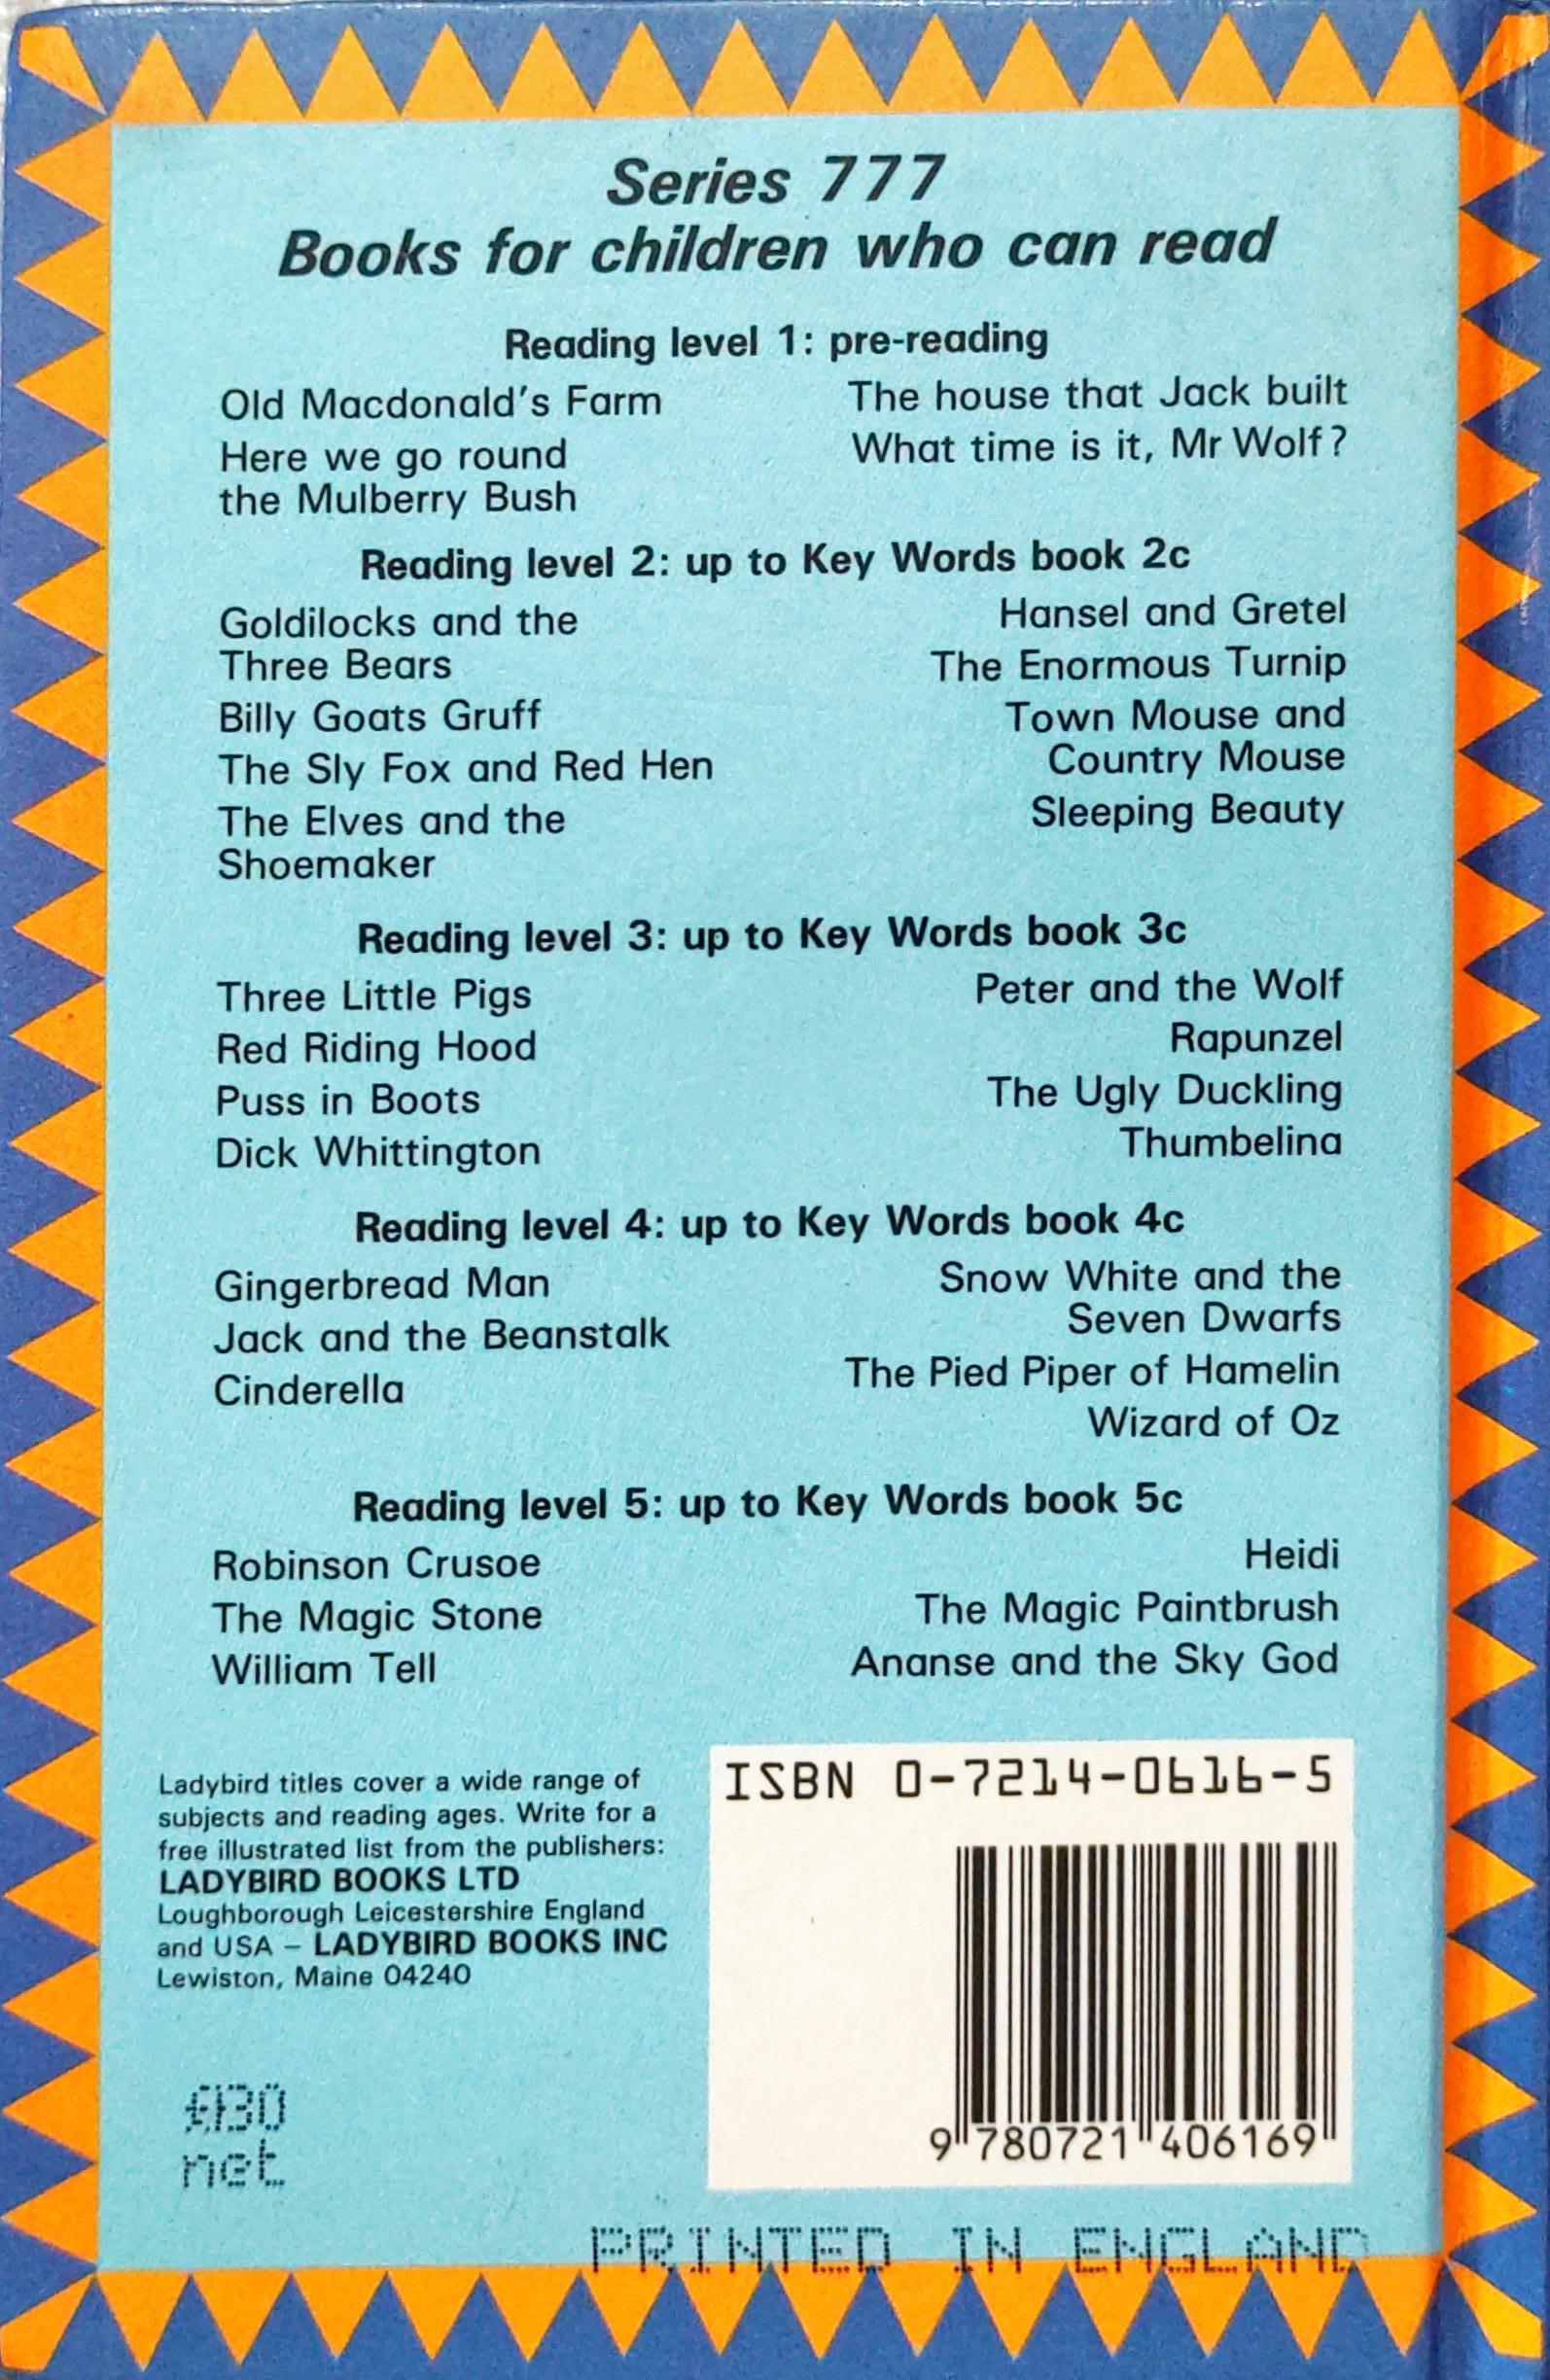 Series 777
Books for children who can read
Reading level 1: pre-reading
Old Macdonald's Farm
Here we go round
the Mulberry Bush
The house that Jack built
What time is it, Mr Wolf?
Reading level 2: up to Key Words book 2c
Goldilocks and the
Three Bears
Billy Goats Gruff
The Sly Fox and Red Hen
The Elves and the
Shoemaker
Hansel and Gretel
The Enormous Turnip
Town Mouse and
Country Mouse
Sleeping Beauty
Reading level 3: up to Key Words book 3c
Three Little Pigs
Red Riding Hood
Puss in Boots
Dick Whittington
Peter and the Wolf
Rapunzel
The Ugly Duckling
Thumbelina
Reading level 4: up to Key Words book 4c
Gingerbread Man
Jack and the Beanstalk
Cinderella
Snow White and the
Seven Dwarfs
The Pied Piper of Hamelin
Wizard of Oz
Reading level 5: up to Key Words book 5c
Robinson Crusoe
The Magic Stone
William Tell
Heidi
The Magic Paintbrush
Ananse and the Sky God
Ladybird titles cover a wide range of
subjects and reading ages. Write for a
free illustrated list from the publishers:
LADYBIRD BOOKS LTD
Loughborough Leicestershire England
and USA – LADYBIRD BOOKS INC
Lewiston, Maine 04240
ISBN 0-7214-0616-5
9 780721 406169
£1.30
net
PRINTED IN ENGLAND